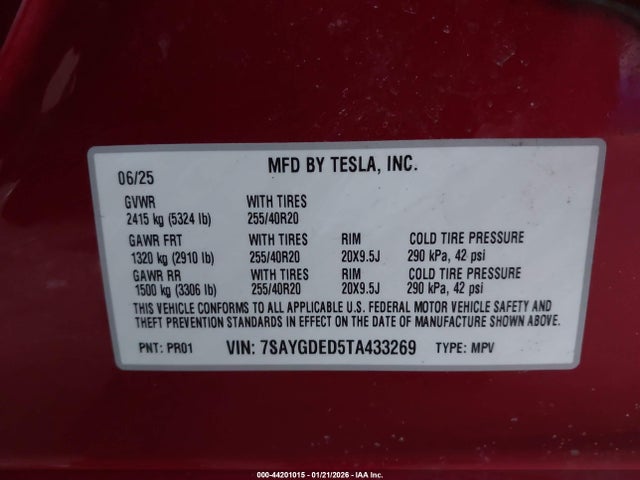 MFD BY TESLA, INC.
06/25
GVWR WITH TIRES
2415 kg (5324 lb) 255/40R20
GAWR FRT WITH TIRES RIM COLD TIRE PRESSURE
1320 kg (2910 lb) 255/40R20 20X9.5J 290 kPa, 42 psi
GAWR RR WITH TIRES RIM COLD TIRE PRESSURE
1500 kg (3306 lb) 255/40R20 20X9.5J 290 kPa, 42 psi
THIS VEHICLE CONFORMS TO ALL APPLICABLE U.S. FEDERAL MOTOR VEHICLE SAFETY AND
THEFT PREVENTION STANDARDS IN EFFECT ON THE DATE OF MANUFACTURE SHOWN ABOVE.
PNT: PR01 VIN: 7SAYGDED5TA433269 TYPE: MPV
000-44201015 - 01/21/2026 - IAA Inc.